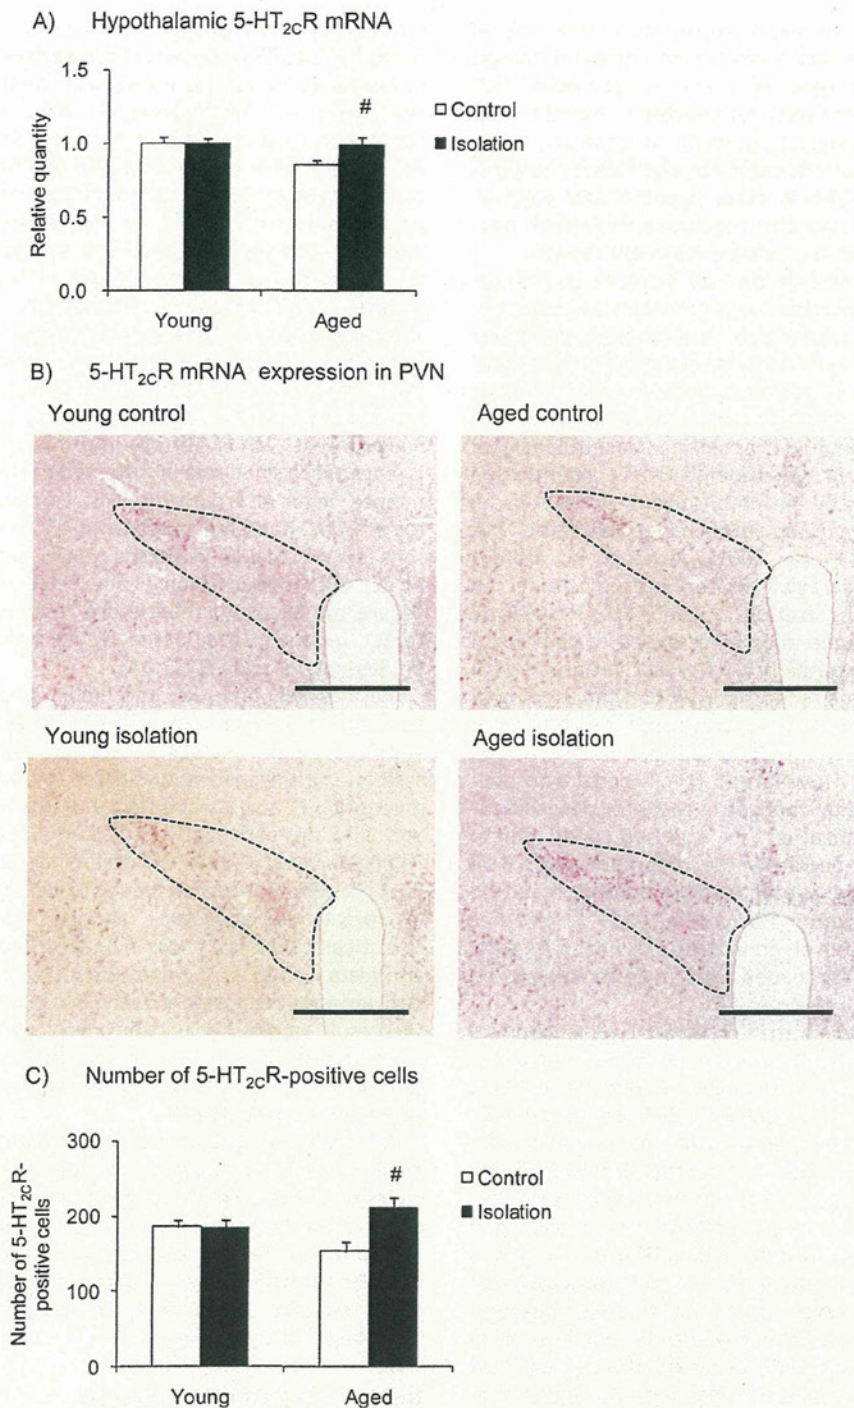 A) Hypothalamic 5-HT2CR mRNA
1.5
1.0
0.5
0.0
Relative quantity
#
Control
Isolation
Young Aged
B) 5-HT2CR mRNA expression in PVN
Young control Aged control
Young isolation Aged isolation
C) Number of 5-HT2CR-positive cells
300
200
100
0
Number of 5-HT2CR-
positive cells
#
Control
Isolation
Young Aged